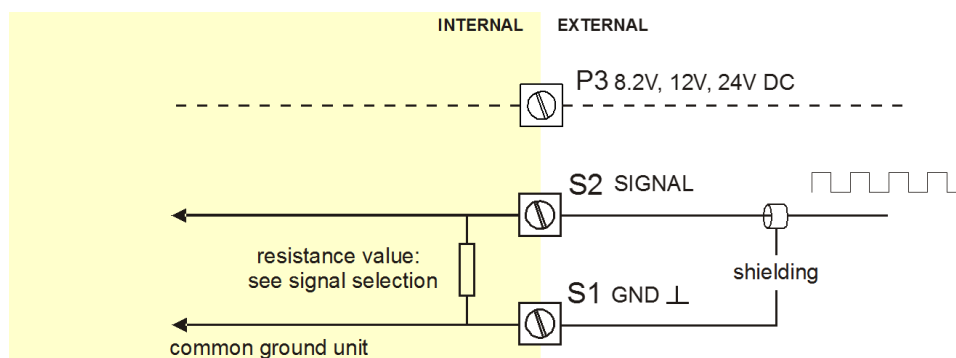 INTERNAL EXTERNAL
P3 8.2V, 12V, 24V DC
S2 SIGNAL
resistance value:
see signal selection
shielding
S1 GND
common ground unit